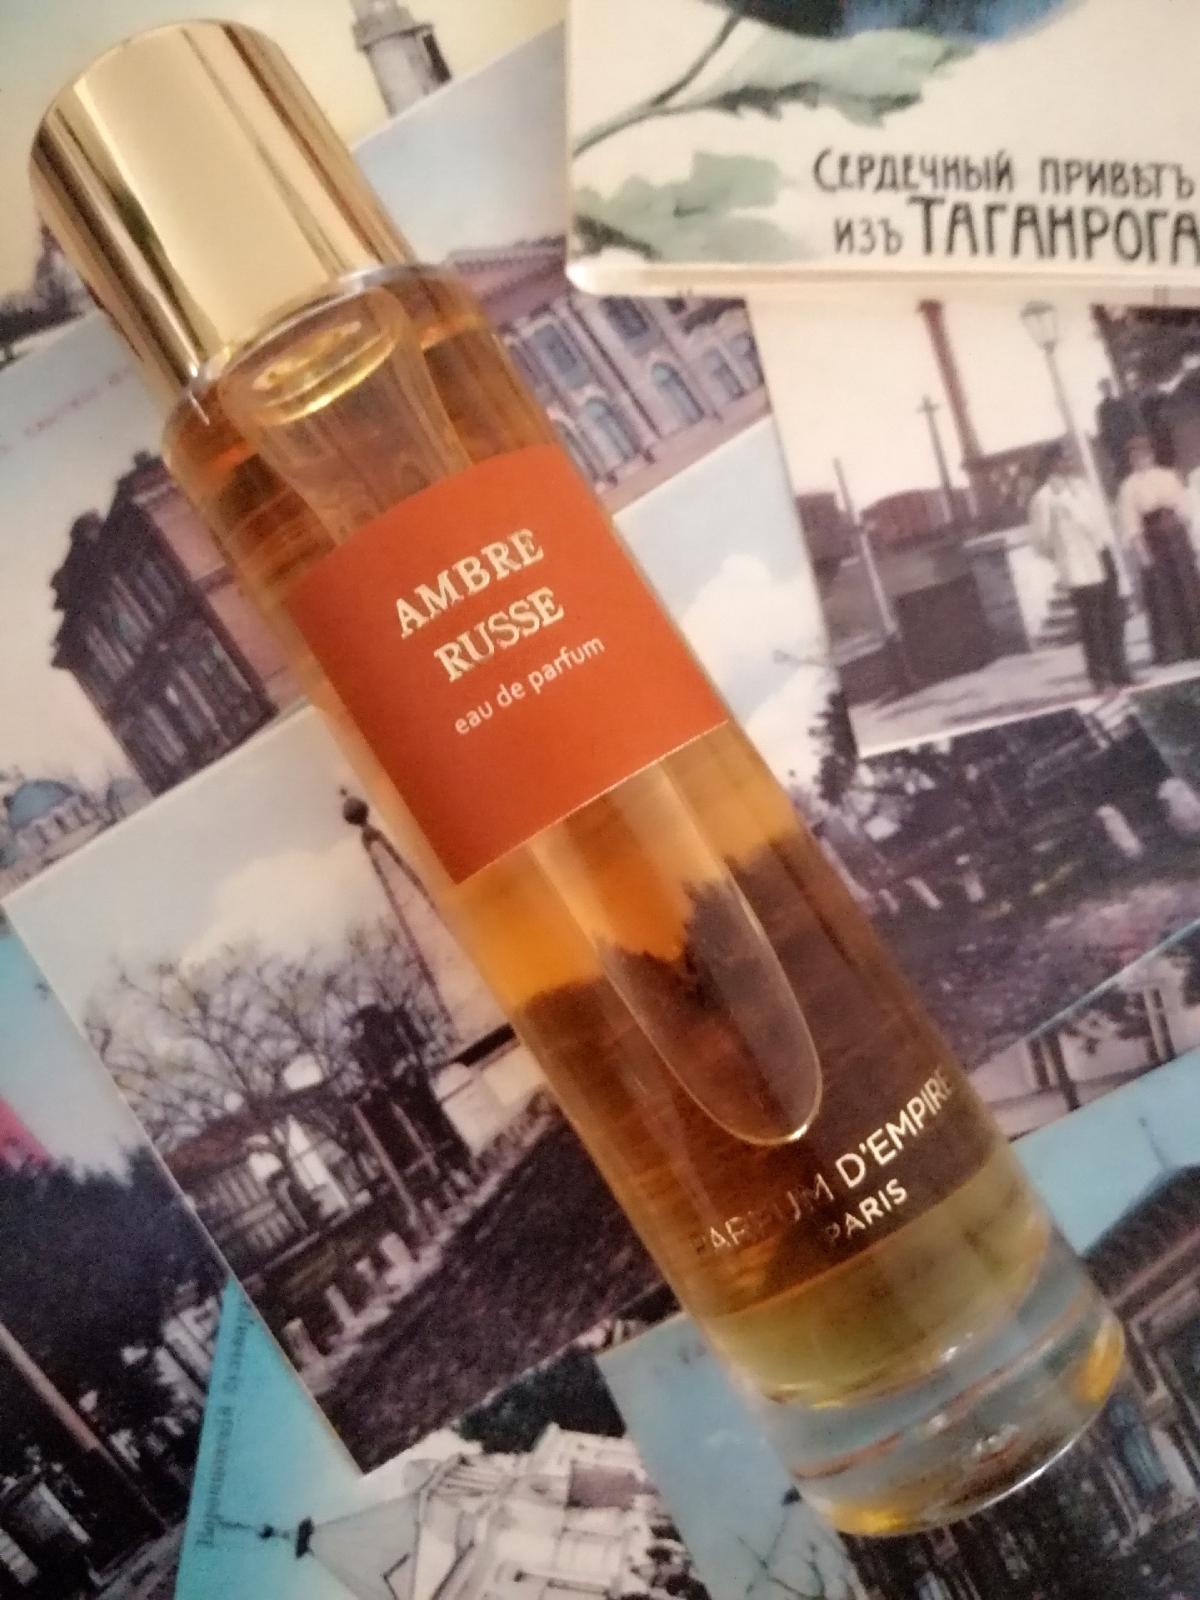 Сердечный привѣтъ
изъ Таганрога
AMBRE
RUSSE
eau de parfum
PARFUM D'EMPIRE
PARIS